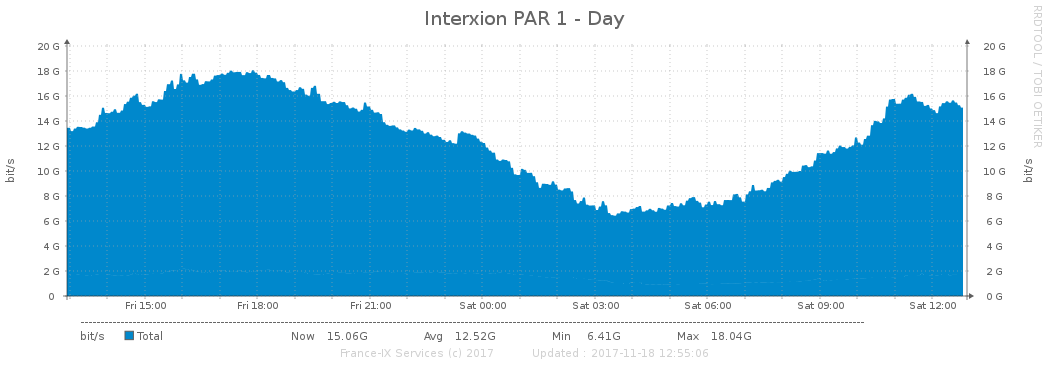 Interxion PAR 1 - Day
RRDTOOL / TOBI OETIKER
bit/s
20 G 20 G
18 G 18 G
16 G 16 G
14 G 14 G
12 G 12 G
10 G 10 G
8 G 8 G
6 G 6 G
4 G 4 G
2 G 2 G
0 0 G
bit/s
Fri 15:00 Fri 18:00 Fri 21:00 Sat 00:00 Sat 03:00 Sat 06:00 Sat 09:00 Sat 12:00
bit/s Total Now 15.06G Avg 12.52G Min 6.41G Max 18.04G
France-IX Services (c) 2017 Updated : 2017-11-18 12:55:06